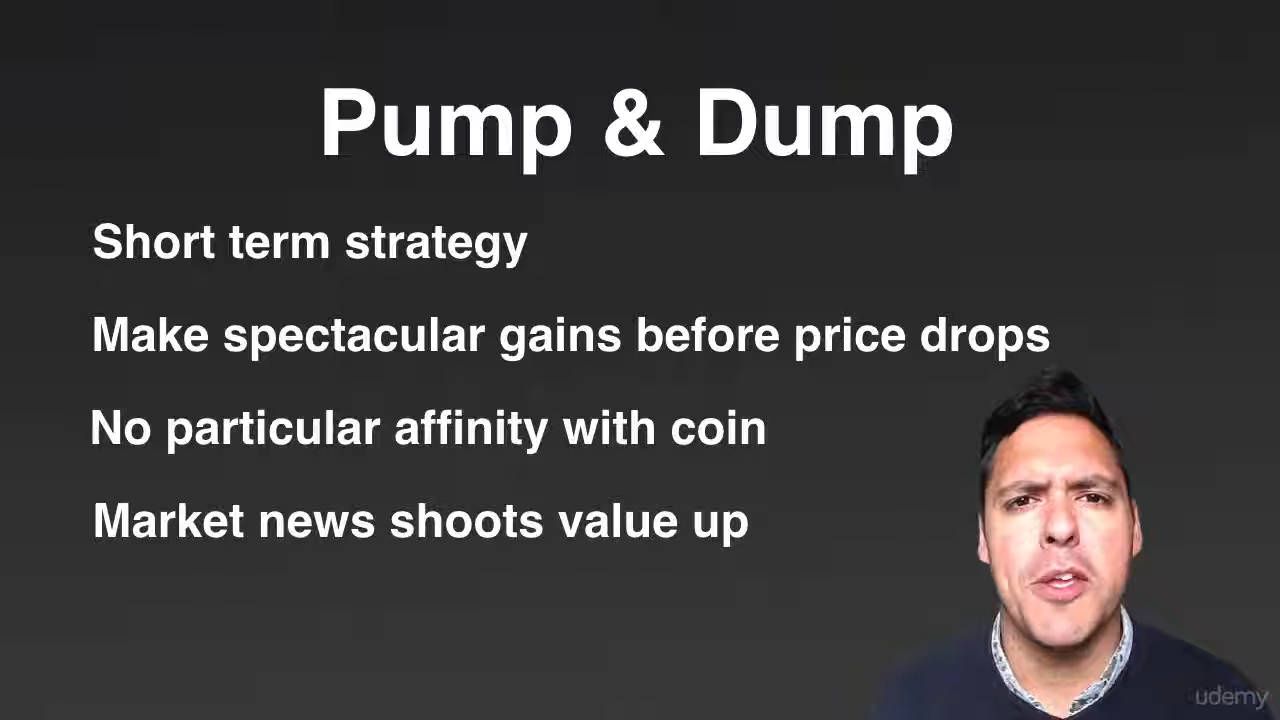 Pump & Dump
Short term strategy
Make spectacular gains before price drops
No particular affinity with coin
Market news shoots value up
udemy